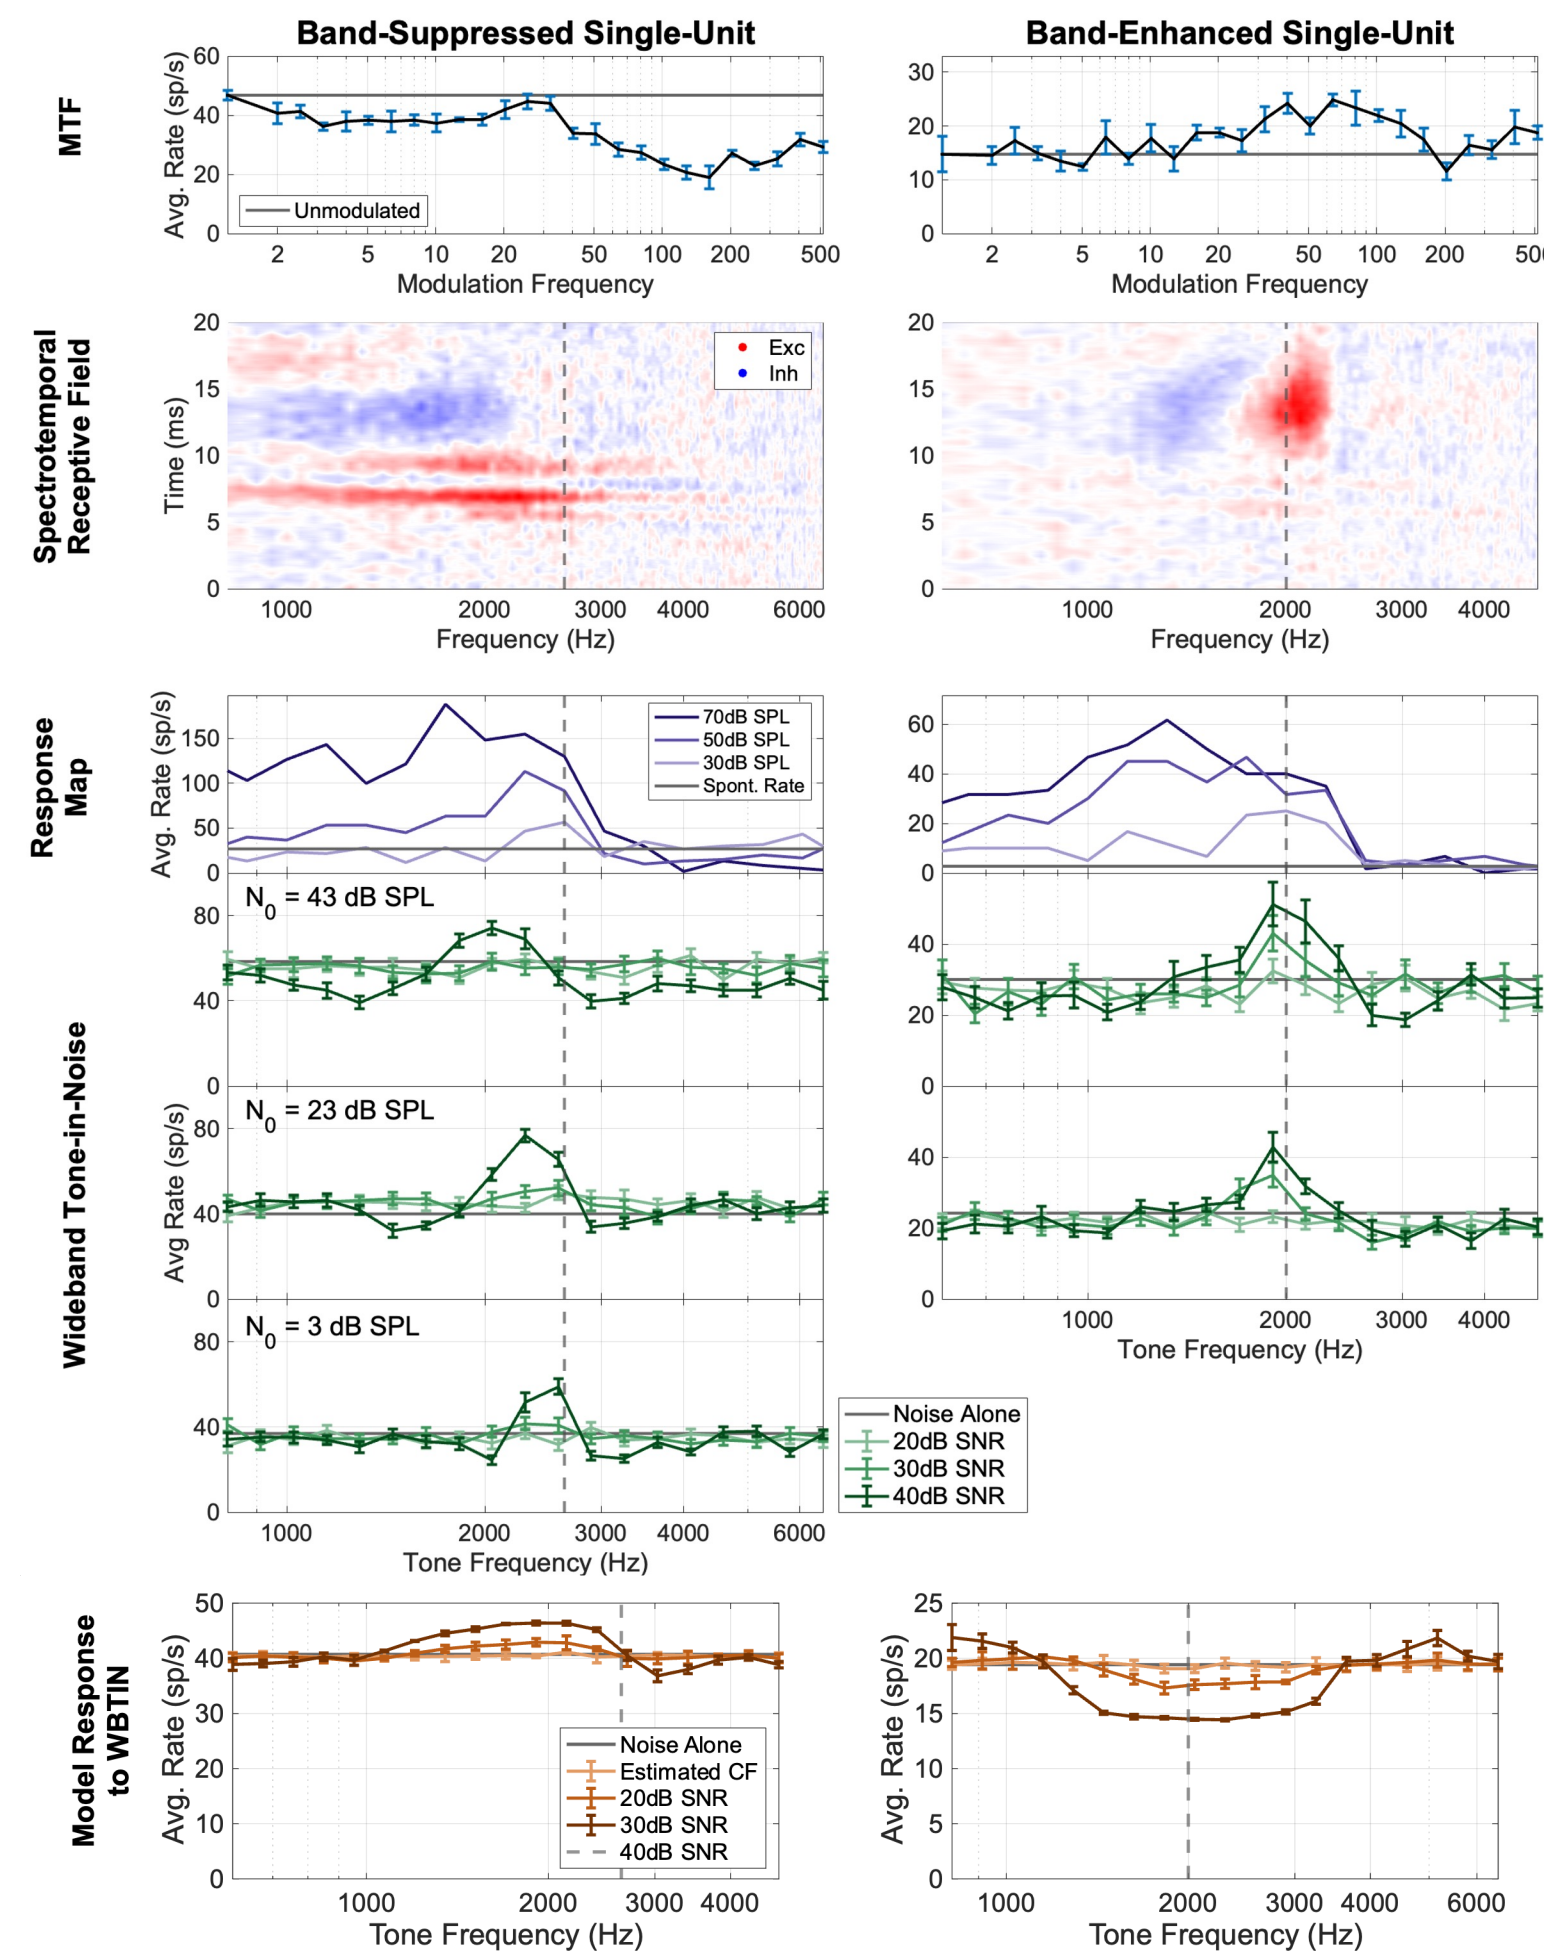 Band-Suppressed Single-Unit
Band-Enhanced Single-Unit
MTF
Avg. Rate (sp/s)
60
40
20
0
Unmodulated
2 5 10 20 50 100 200 500
Modulation Frequency
30
20
10
0
2 5 10 20 50 100 200 50
Modulation Frequency
Spectrotemporal
Receptive Field
Time (ms)
20
15
10
5
0
Exc
Inh
1000 2000 3000 4000 6000
Frequency (Hz)
20
15
10
5
0
1000 2000 3000 4000
Frequency (Hz)
Response
Map
Avg. Rate (sp/s)
150
100
50
0
70dB SPL
50dB SPL
30dB SPL
Spont. Rate
60
40
20
0
Wideband Tone-in-Noise
Avg Rate (sp/s)
N0 = 43 dB SPL
80
40
0
N0 = 23 dB SPL
80
40
0
N0 = 3 dB SPL
80
40
0
1000 2000 3000 4000 6000
Tone Frequency (Hz)
40
20
0
40
20
0
1000 2000 3000 4000
Tone Frequency (Hz)
Noise Alone
20dB SNR
30dB SNR
40dB SNR
Model Response
to WBTIN
Avg. Rate (sp/s)
50
40
30
20
10
0
Noise Alone
Estimated CF
20dB SNR
30dB SNR
40dB SNR
1000 2000 3000 4000
Tone Frequency (Hz)
Avg. Rate (sp/s)
25
20
15
10
5
0
1000 2000 3000 4000 6000
Tone Frequency (Hz)